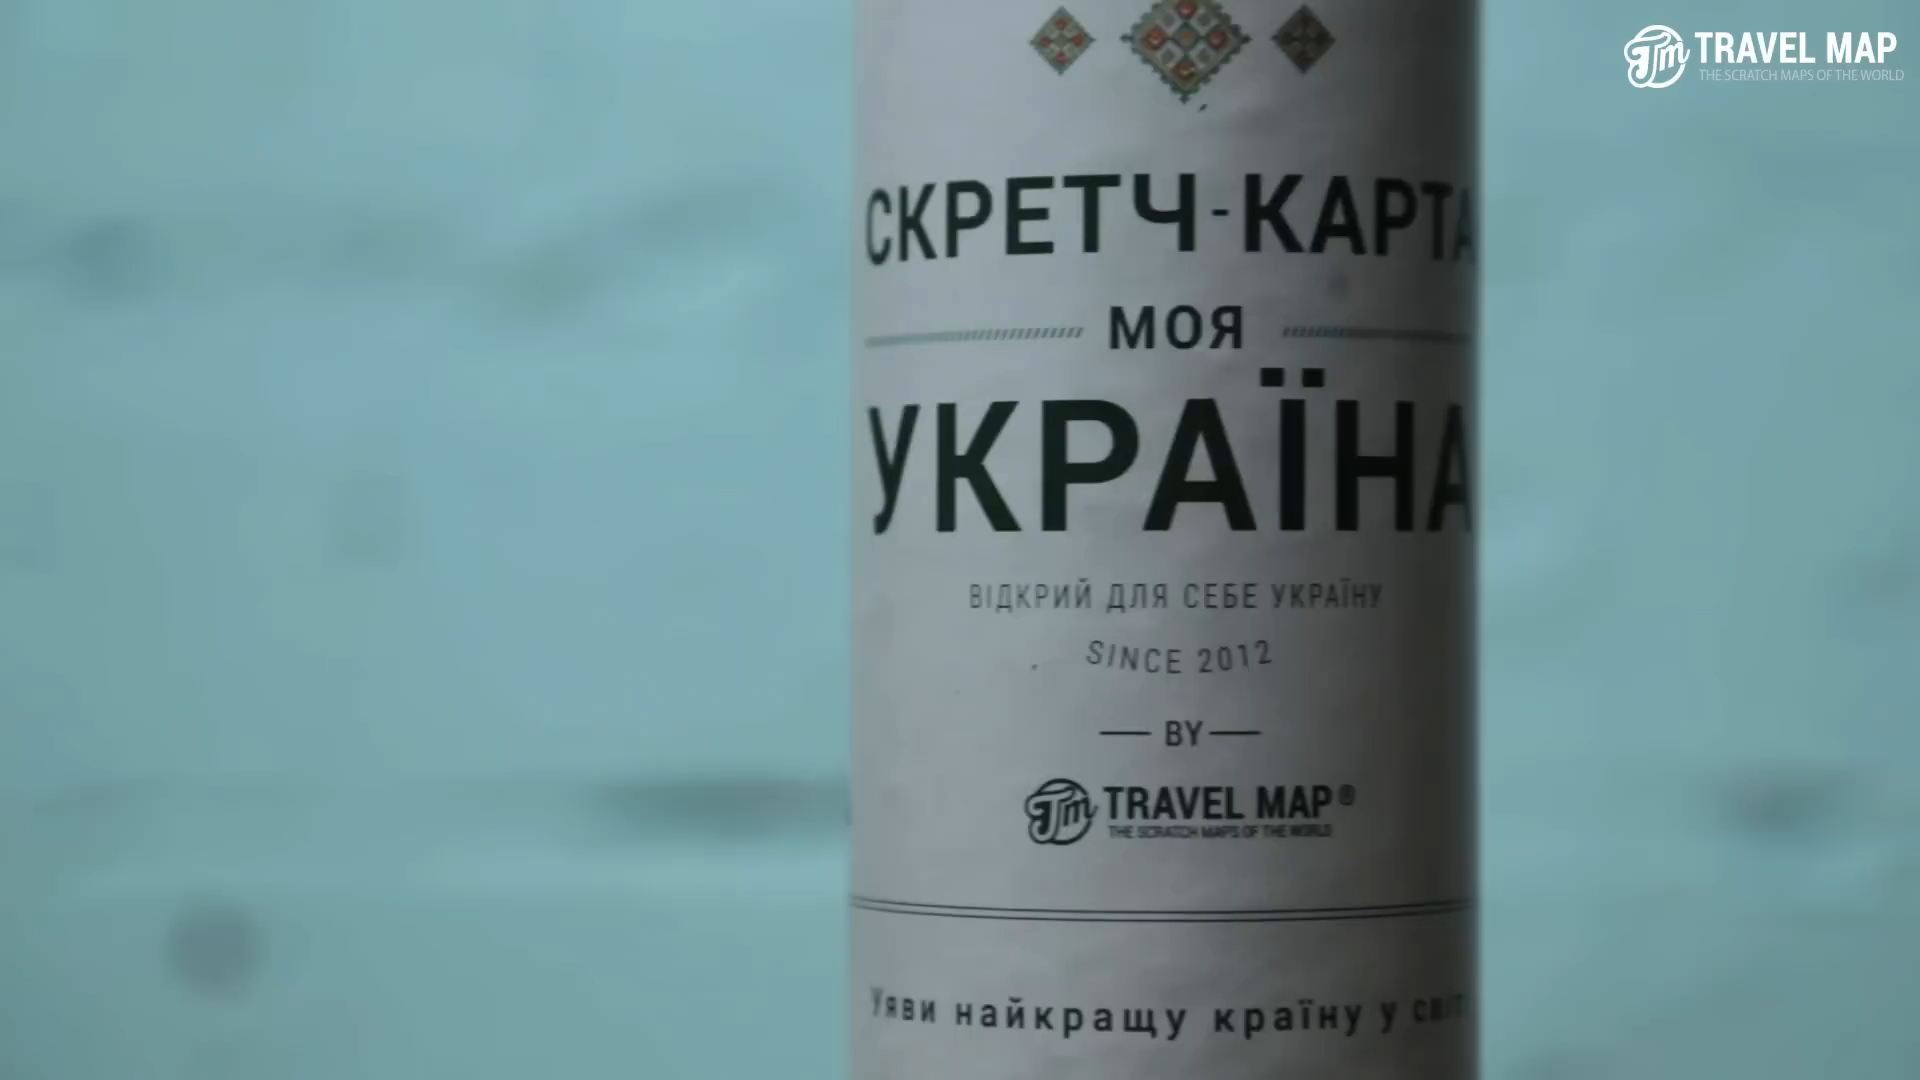 TRAVEL MAP
THE SCRATCH MAPS OF THE WORLD
СКРЕТЧ-КАРТА
МОЯ
УКРАЇНА
ВІДКРИЙ ДЛЯ СЕБЕ УКРАЇНУ
SINCE 2012
BY
TRAVEL MAP®
THE SCRATCH MAPS OF THE WORLD
Уяви найкращу країну у